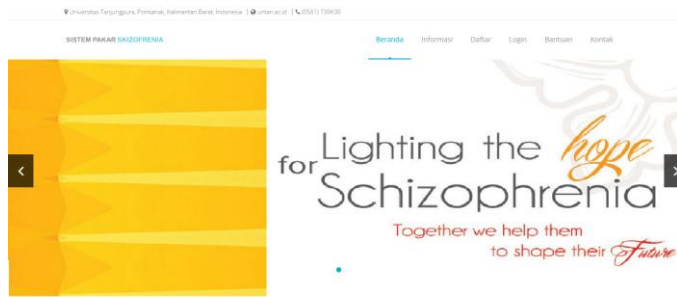 Universitas Tanjungpura, Pontianak, Kalimantan Barat, Indonesia | untan.ac.id | (0561) 739630
SISTEM PAKAR SKIZOFRENIA
Beranda Informasi Daftar Login Bantuan Kontak
Lighting the hope
for Schizophrenia
Together we help them
to shape their Future